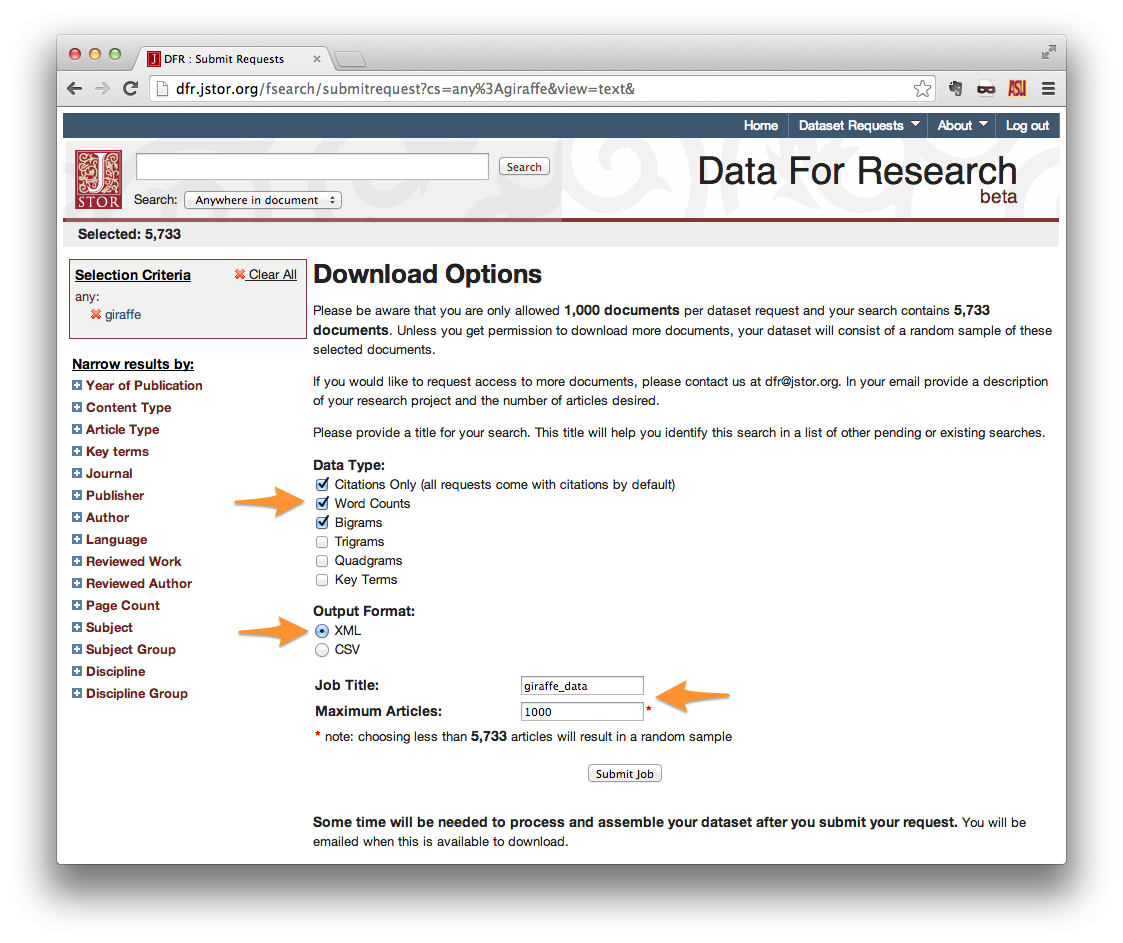 DFR : Submit Requests
dfr.jstor.org/fsearch/submitrequest?cs=any%3Agiraffe&view=text&
ASU
Home Dataset Requests About Log out
J
STOR
Search
Search: Anywhere in document
Data For Research
beta
Selected: 5,733
Selection Criteria Clear All
any:
giraffe
Narrow results by:
Year of Publication
Content Type
Article Type
Key terms
Journal
Publisher
Author
Language
Reviewed Work
Reviewed Author
Page Count
Subject
Subject Group
Discipline
Discipline Group
Download Options
Please be aware that you are only allowed 1,000 documents per dataset request and your search contains 5,733
documents. Unless you get permission to download more documents, your dataset will consist of a random sample of these
selected documents.
If you would like to request access to more documents, please contact us at dfr@jstor.org. In your email provide a description
of your research project and the number of articles desired.
Please provide a title for your search. This title will help you identify this search in a list of other pending or existing searches.
Data Type:
Citations Only (all requests come with citations by default)
Word Counts
Bigrams
Trigrams
Quadgrams
Key Terms
Output Format:
XML
CSV
Job Title: giraffe_data
Maximum Articles: 1000 *
* note: choosing less than 5,733 articles will result in a random sample
Submit Job
Some time will be needed to process and assemble your dataset after you submit your request. You will be
emailed when this is available to download.